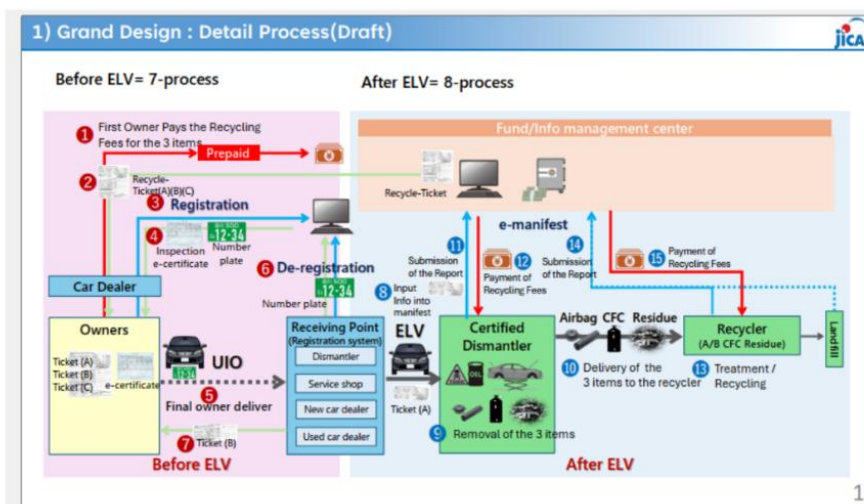 1) Grand Design : Detail Process(Draft)
jICA
Before ELV= 7-process
After ELV= 8-process
1 First Owner Pays the Recycling
Fees for the 3 items
Prepaid
Fund/Info management center
2 Recycle-
Ticket(A)(B)(C)
Recycle-Ticket
3 Registration
4
12-34
Inspection
e-certificate
Number
plate
6 De-registration
Number plate
12-34
e-manifest
11 Submission
of the Report
12 Payment of
Recycling Fees
14 Submission
of the Report
15 Payment of
Recycling Fees
8 Input
Info into
manifest
Car Dealer
Owners
Ticket (A)
Ticket (B)
Ticket (C)
e-certificate
UIO
5
Final owner deliver
7 Ticket (B)
Receiving Point
(Registration system)
Dismantler
Service shop
New car dealer
Used car dealer
ELV
Ticket (A)
Certified
Dismantler
OIL
9 Removal of the 3 items
Airbag CFC Residue
10 Delivery of the
3 items to the recycler
Recycler
(A/B CFC Residue)
13 Treatment /
Recycling
Landfill
Before ELV
After ELV
1